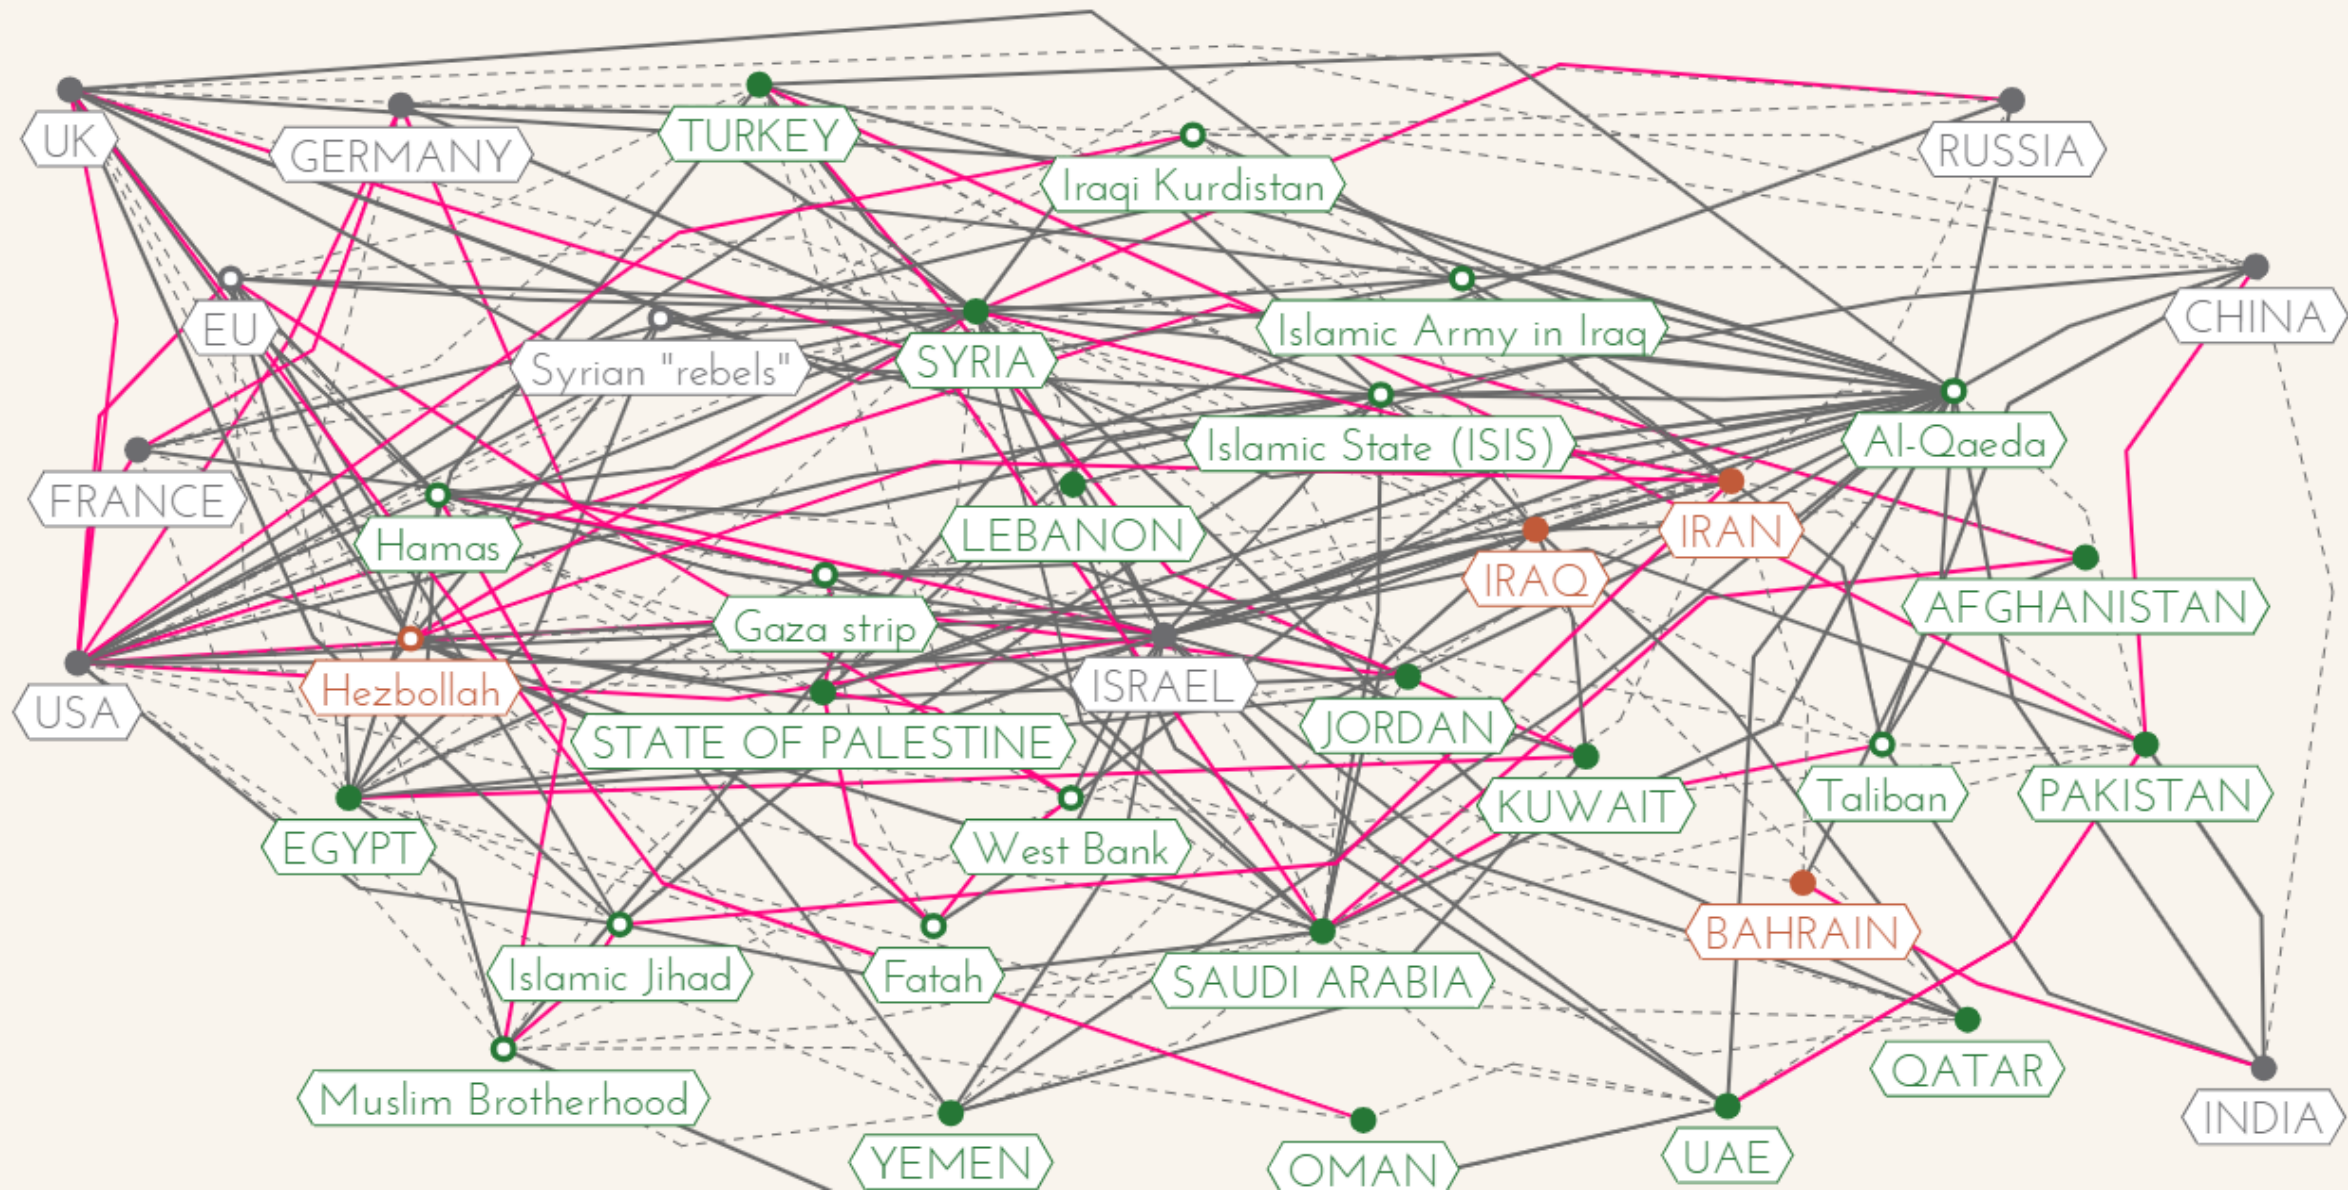 UK
GERMANY
TURKEY
Iraqi Kurdistan
RUSSIA
EU
Syrian "rebels"
SYRIA
Islamic Army in Iraq
CHINA
FRANCE
Hamas
LEBANON
Islamic State (ISIS)
Al-Qaeda
IRAN
IRAQ
AFGHANISTAN
Gaza strip
USA
Hezbollah
STATE OF PALESTINE
ISRAEL
JORDAN
KUWAIT
Taliban
PAKISTAN
EGYPT
West Bank
BAHRAIN
Islamic Jihad
Fatah
SAUDI ARABIA
QATAR
Muslim Brotherhood
YEMEN
OMAN
UAE
INDIA